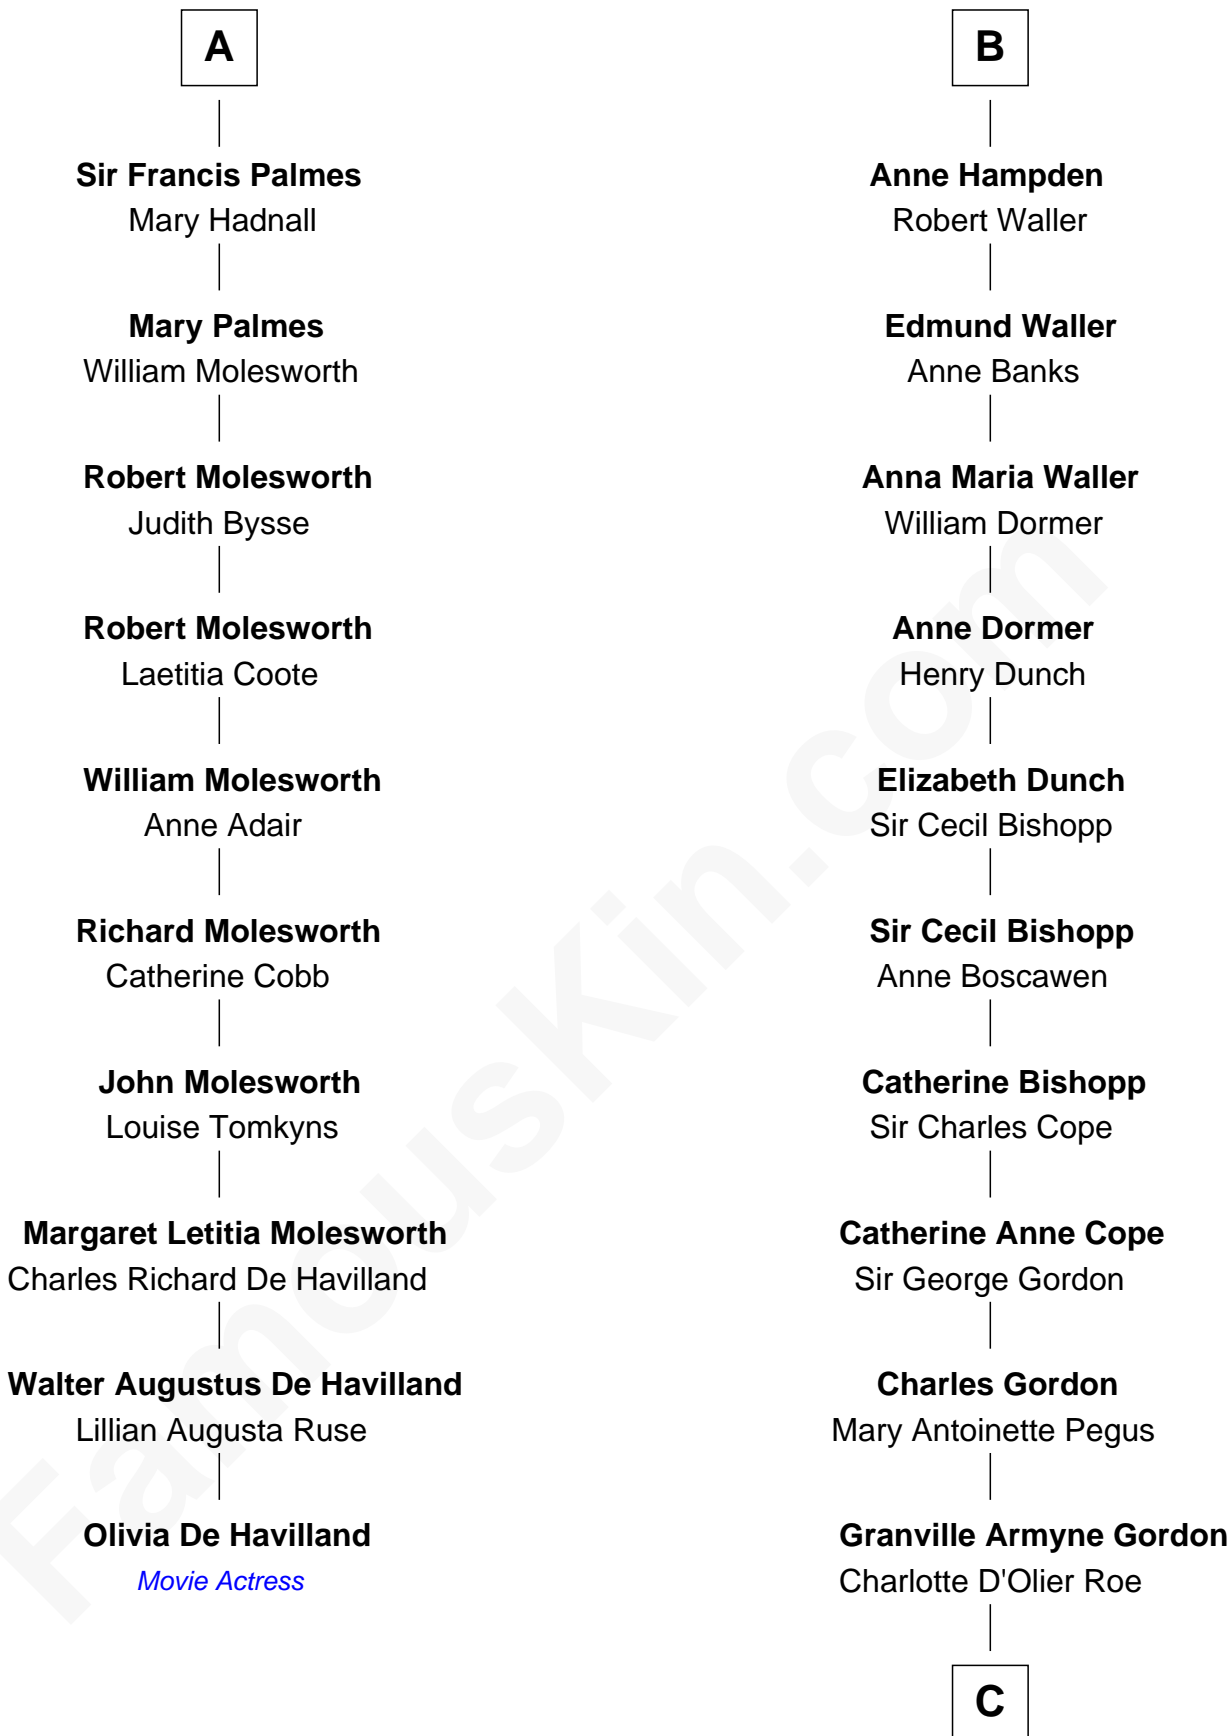 A
Sir Francis Palmes
Mary Hadnall
Mary Palmes
William Molesworth
Robert Molesworth
Judith Bysse
Robert Molesworth
Laetitia Coote
William Molesworth
Anne Adair
Richard Molesworth
Catherine Cobb
John Molesworth
Louise Tomkyns
Margaret Letitia Molesworth
Charles Richard De Havilland
Walter Augustus De Havilland
Lillian Augusta Ruse
Olivia De Havilland
Movie Actress
B
Anne Hampden
Robert Waller
Edmund Waller
Anne Banks
Anna Maria Waller
William Dormer
Anne Dormer
Henry Dunch
Elizabeth Dunch
Sir Cecil Bishopp
Sir Cecil Bishopp
Anne Boscawen
Catherine Bishopp
Sir Charles Cope
Catherine Anne Cope
Sir George Gordon
Charles Gordon
Mary Antoinette Pegus
Granville Armyne Gordon
Charlotte D'Olier Roe
C
FamousKin.com